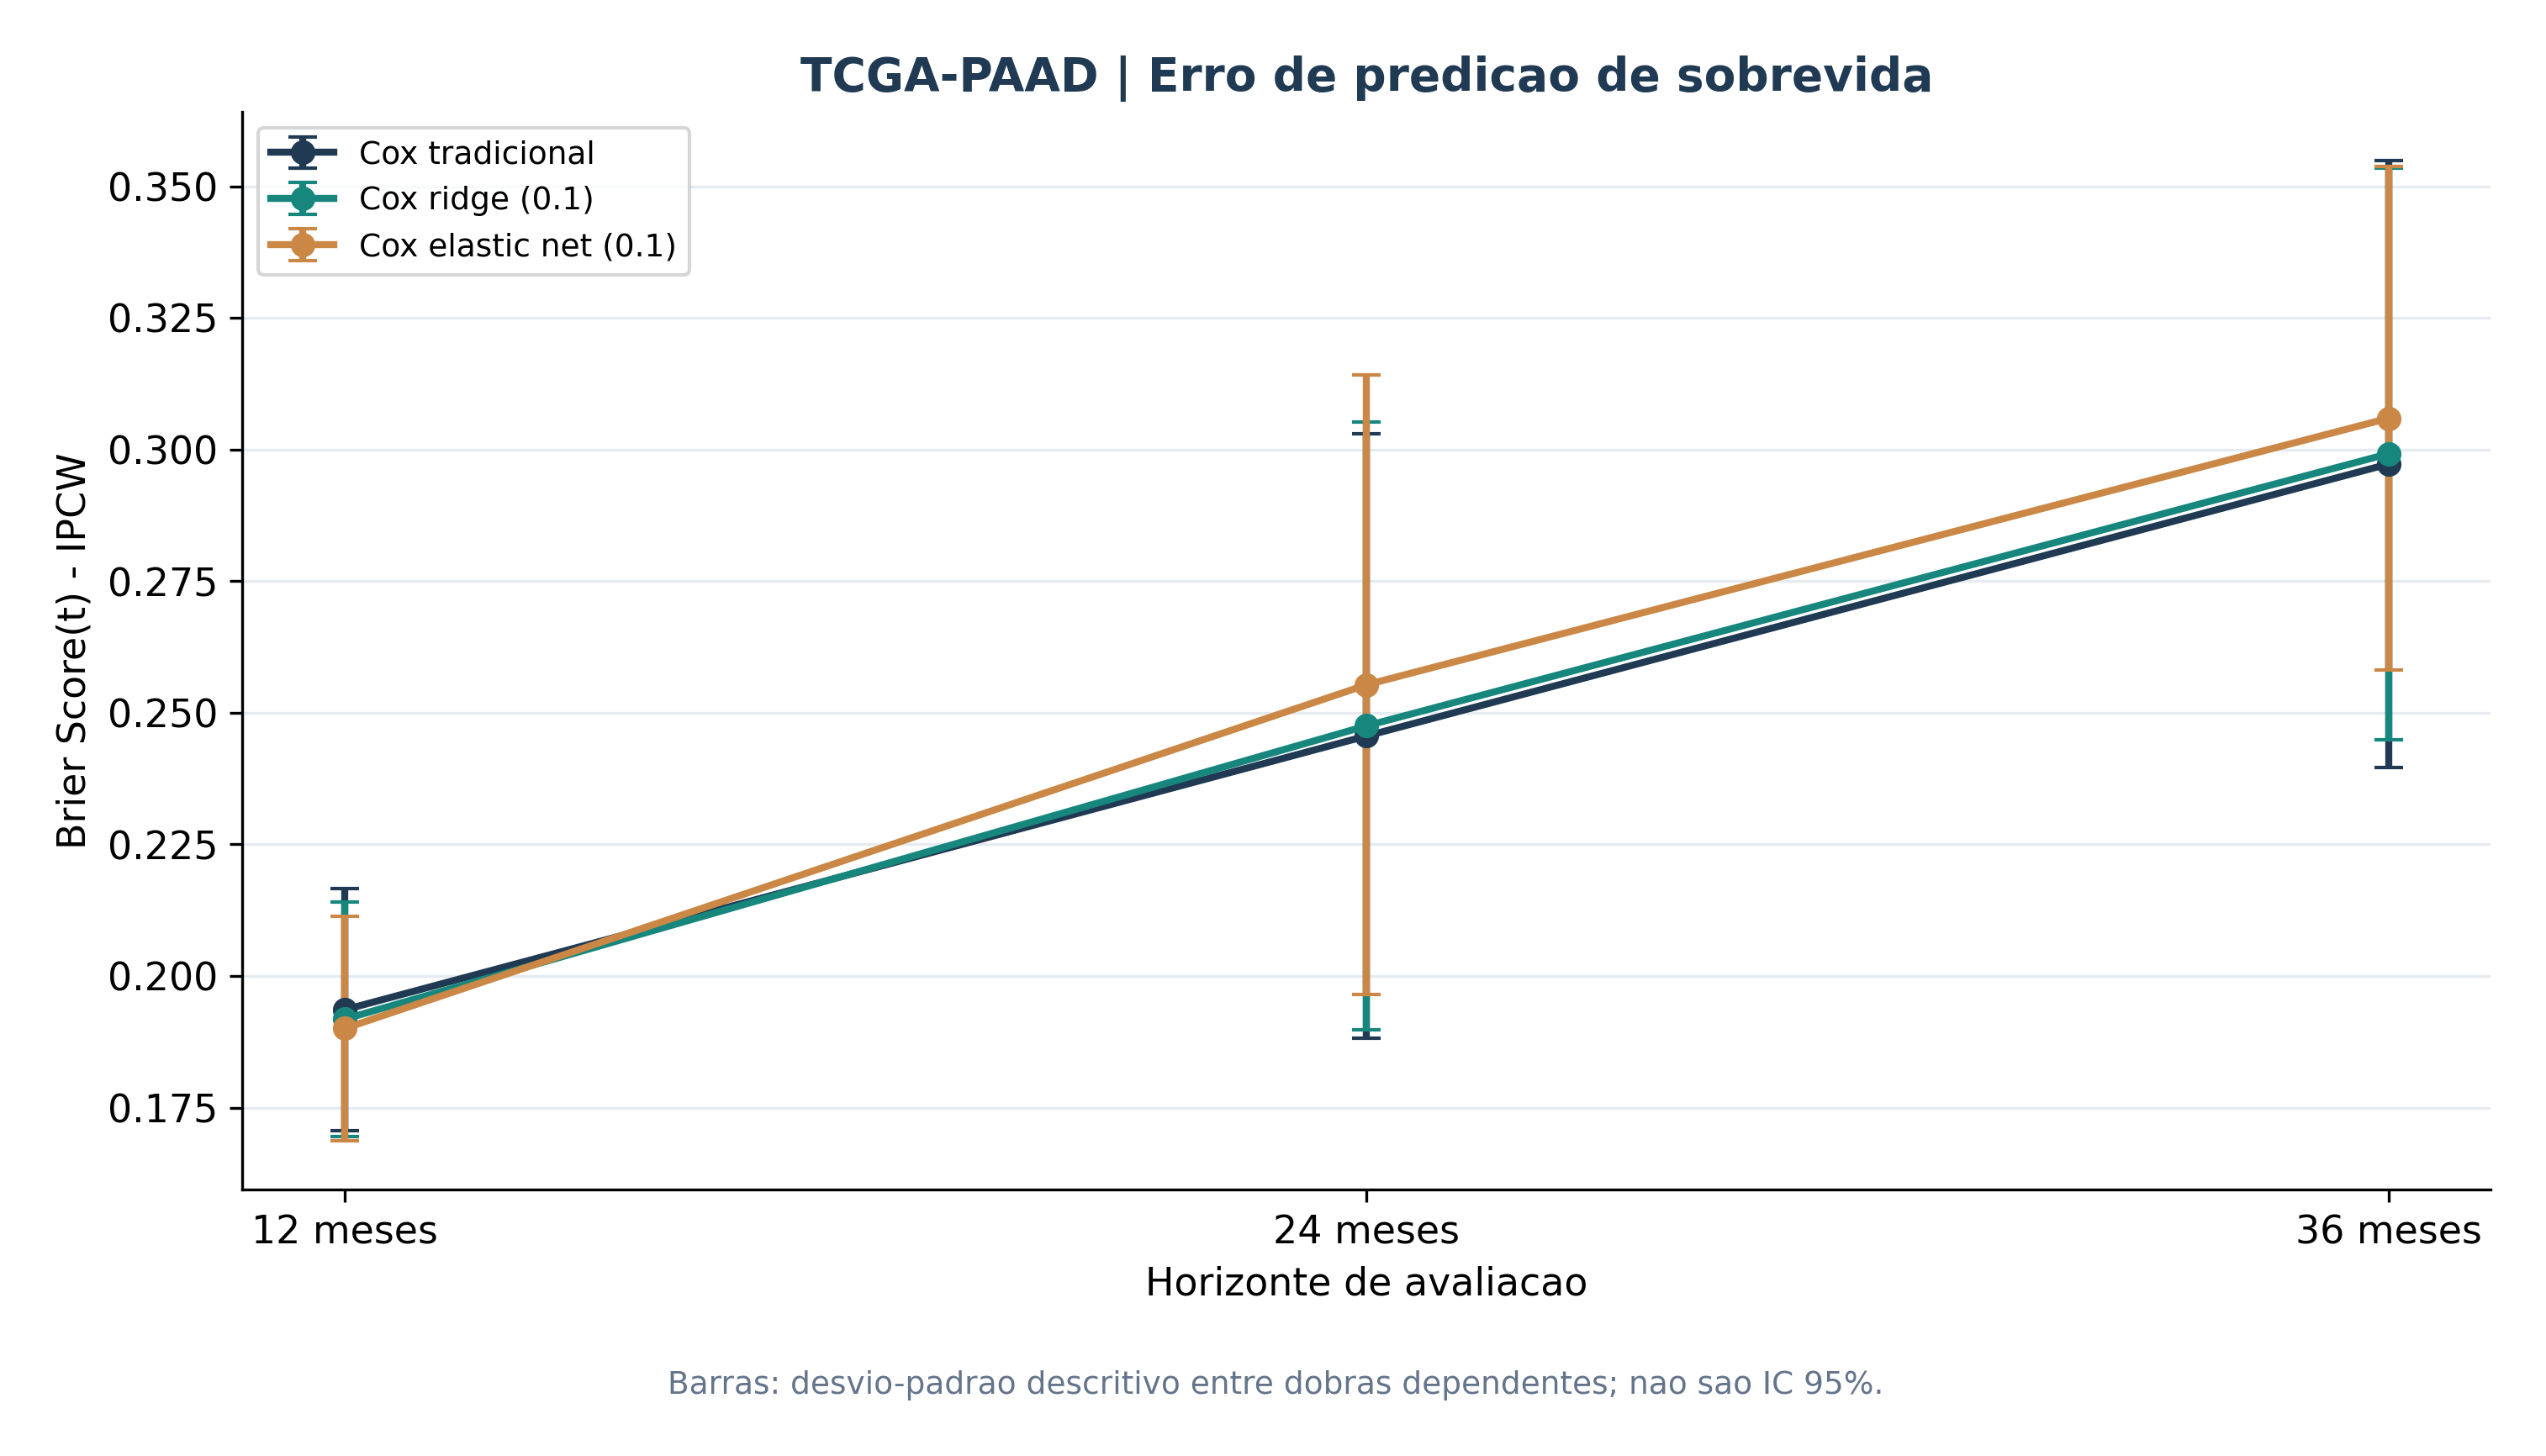 TCGA-PAAD | Erro de predicao de sobrevida
Cox tradicional
Cox ridge (0.1)
Cox elastic net (0.1)
Brier Score(t) - IPCW
0.350
0.325
0.300
0.275
0.250
0.225
0.200
0.175
12 meses
24 meses
36 meses
Horizonte de avaliacao
Barras: desvio-padrao descritivo entre dobras dependentes; nao sao IC 95%.